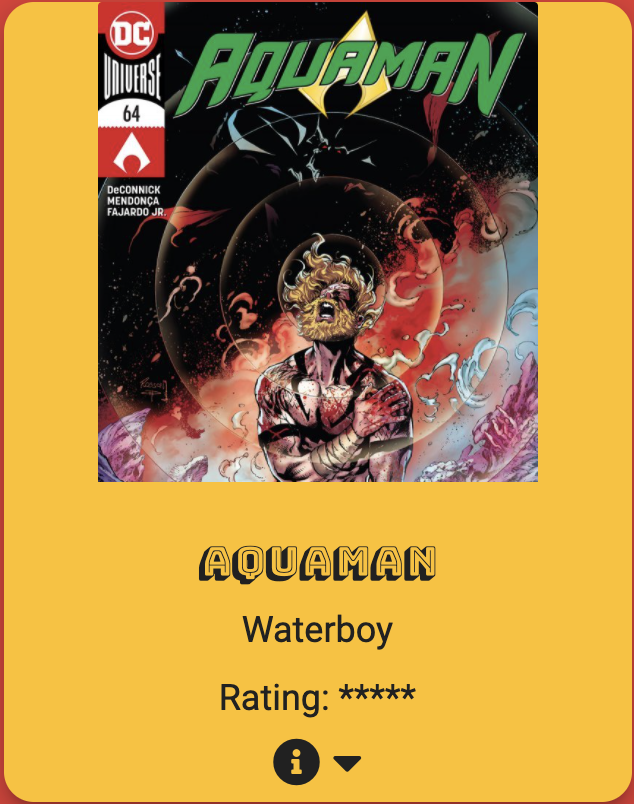 DC
UNIVERSE
AQUAMAN
64
DeCONNICK
MENDONÇA
FAJARDO JR.
AQUAMAN
Waterboy
Rating: *****
i